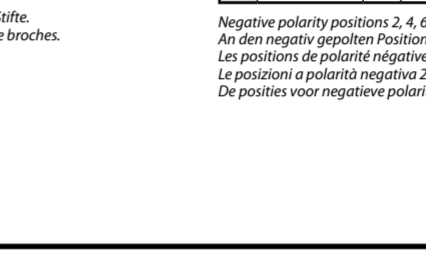 Stifte.
e broches.
Negative polarity positions 2, 4, 6
An den negativ gepolten Position
Les positions de polarité négative
Le posizioni a polarità negativa 2
De posities voor negatieve polari